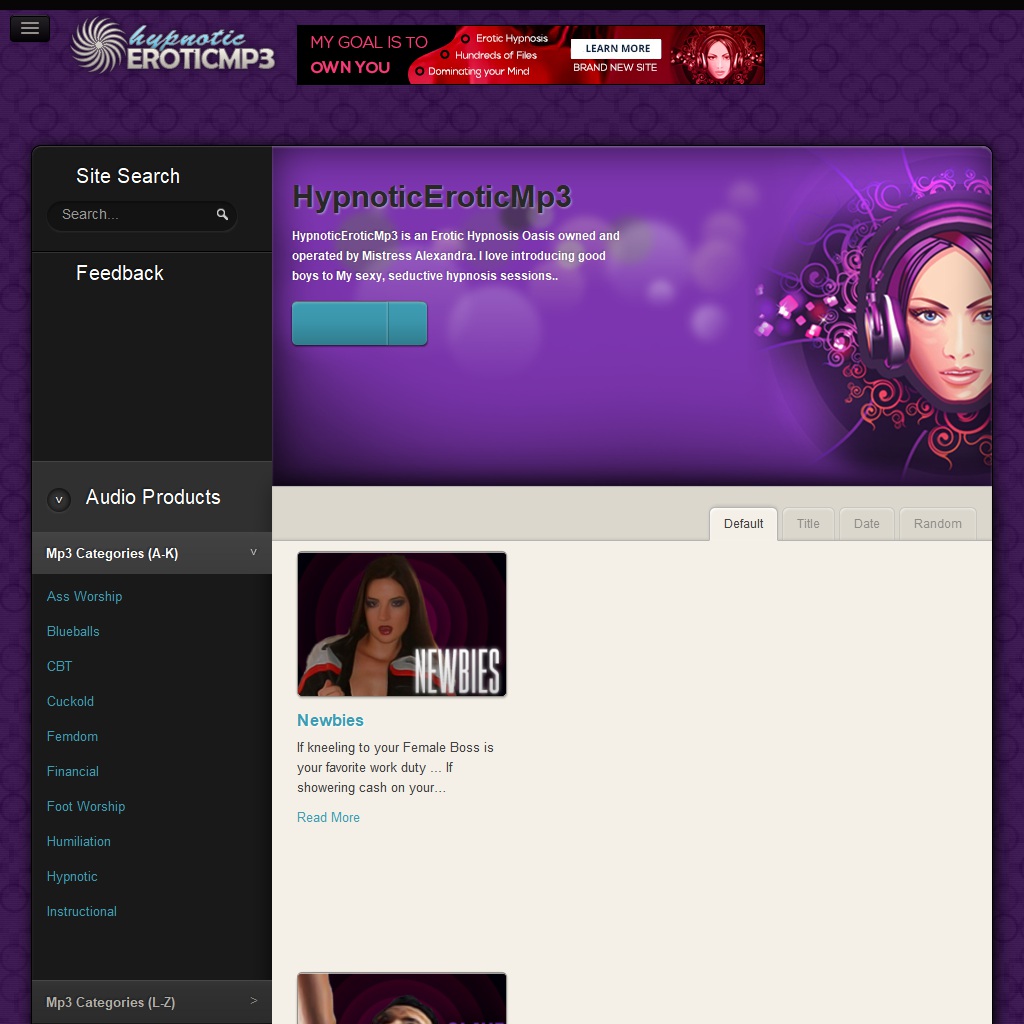 hypnotic
EROTICMP3
MY GOAL IS TO
OWN YOU
Erotic Hypnosis
Hundreds of Files
Dominating your Mind
LEARN MORE
BRAND NEW SITE
Site Search
Search...
Feedback
HypnoticEroticMp3
HypnoticEroticMp3 is an Erotic Hypnosis Oasis owned and
operated by Mistress Alexandra. I love introducing good
boys to My sexy, seductive hypnosis sessions..
v Audio Products
Mp3 Categories (A-K) v
Ass Worship
Blueballs
CBT
Cuckold
Femdom
Financial
Foot Worship
Humiliation
Hypnotic
Instructional
Mp3 Categories (L-Z) >
Default Title Date Random
NEWBIES
Newbies
If kneeling to your Female Boss is
your favorite work duty … If
showering cash on your…
Read More